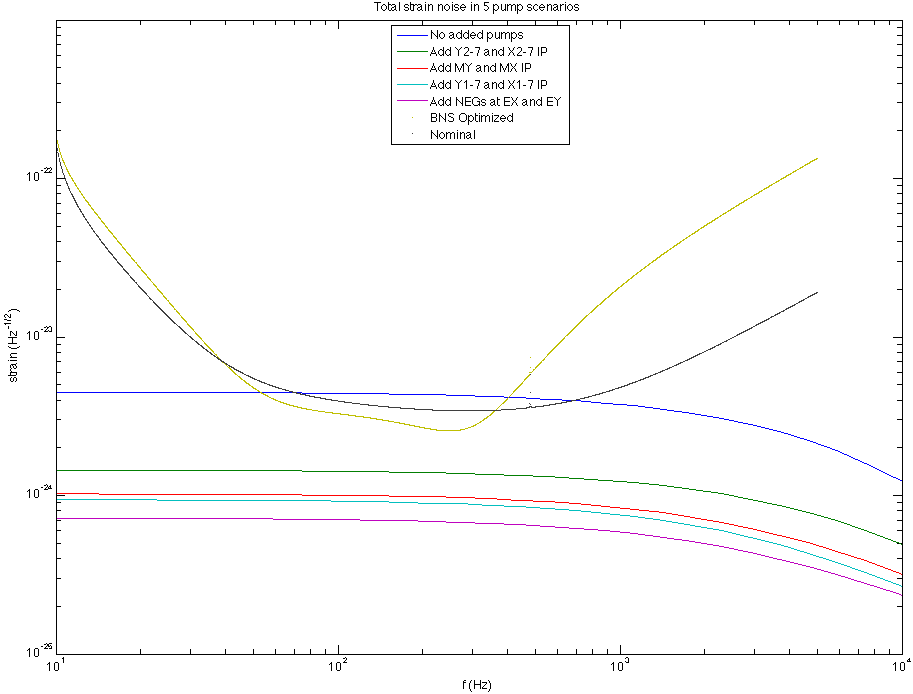 Total strain noise in 5 pump scenarios
No added pumps
Add Y2-7 and X2-7 IP
Add MY and MX IP
Add Y1-7 and X1-7 IP
Add NEGs at EX and EY
BNS Optimized
Nominal
10^-22
10^-23
10^-24
10^-25
strain (Hz^-1/2)
10^1
10^2
10^3
10^4
f (Hz)